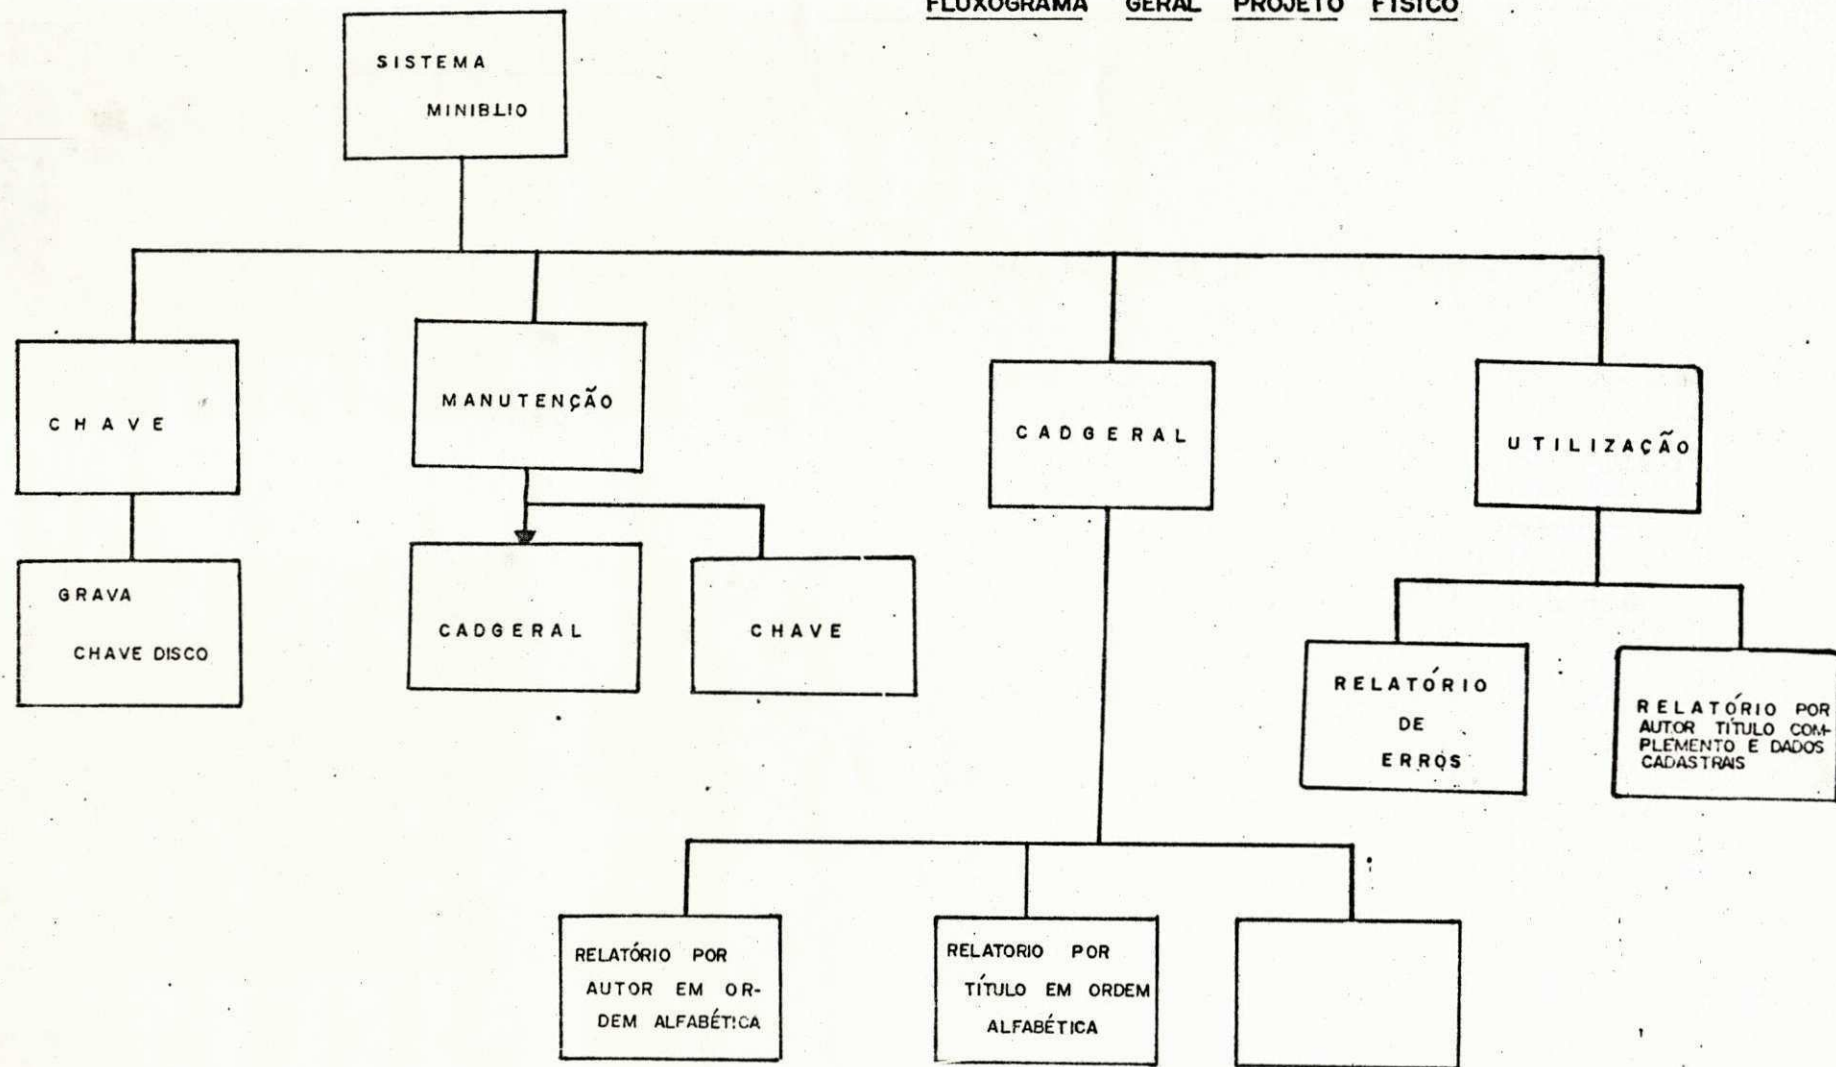 FLUXOGRAMA GERAL PROJETO FÍSICO
SISTEMA
MINIBLIO
CHAVE
MANUTENÇÃO
CADGERAL
UTILIZAÇÃO
GRAVA
CHAVE DISCO
CADGERAL
CHAVE
RELATÓRIO
DE
ERROS
RELATÓRIO POR
AUTOR TÍTULO COM-
PLEMENTO E DADOS
CADASTRAIS
RELATÓRIO POR
AUTOR EM OR-
DEM ALFABÉTICA
RELATORIO POR
TÍTULO EM ORDEM
ALFABÉTICA